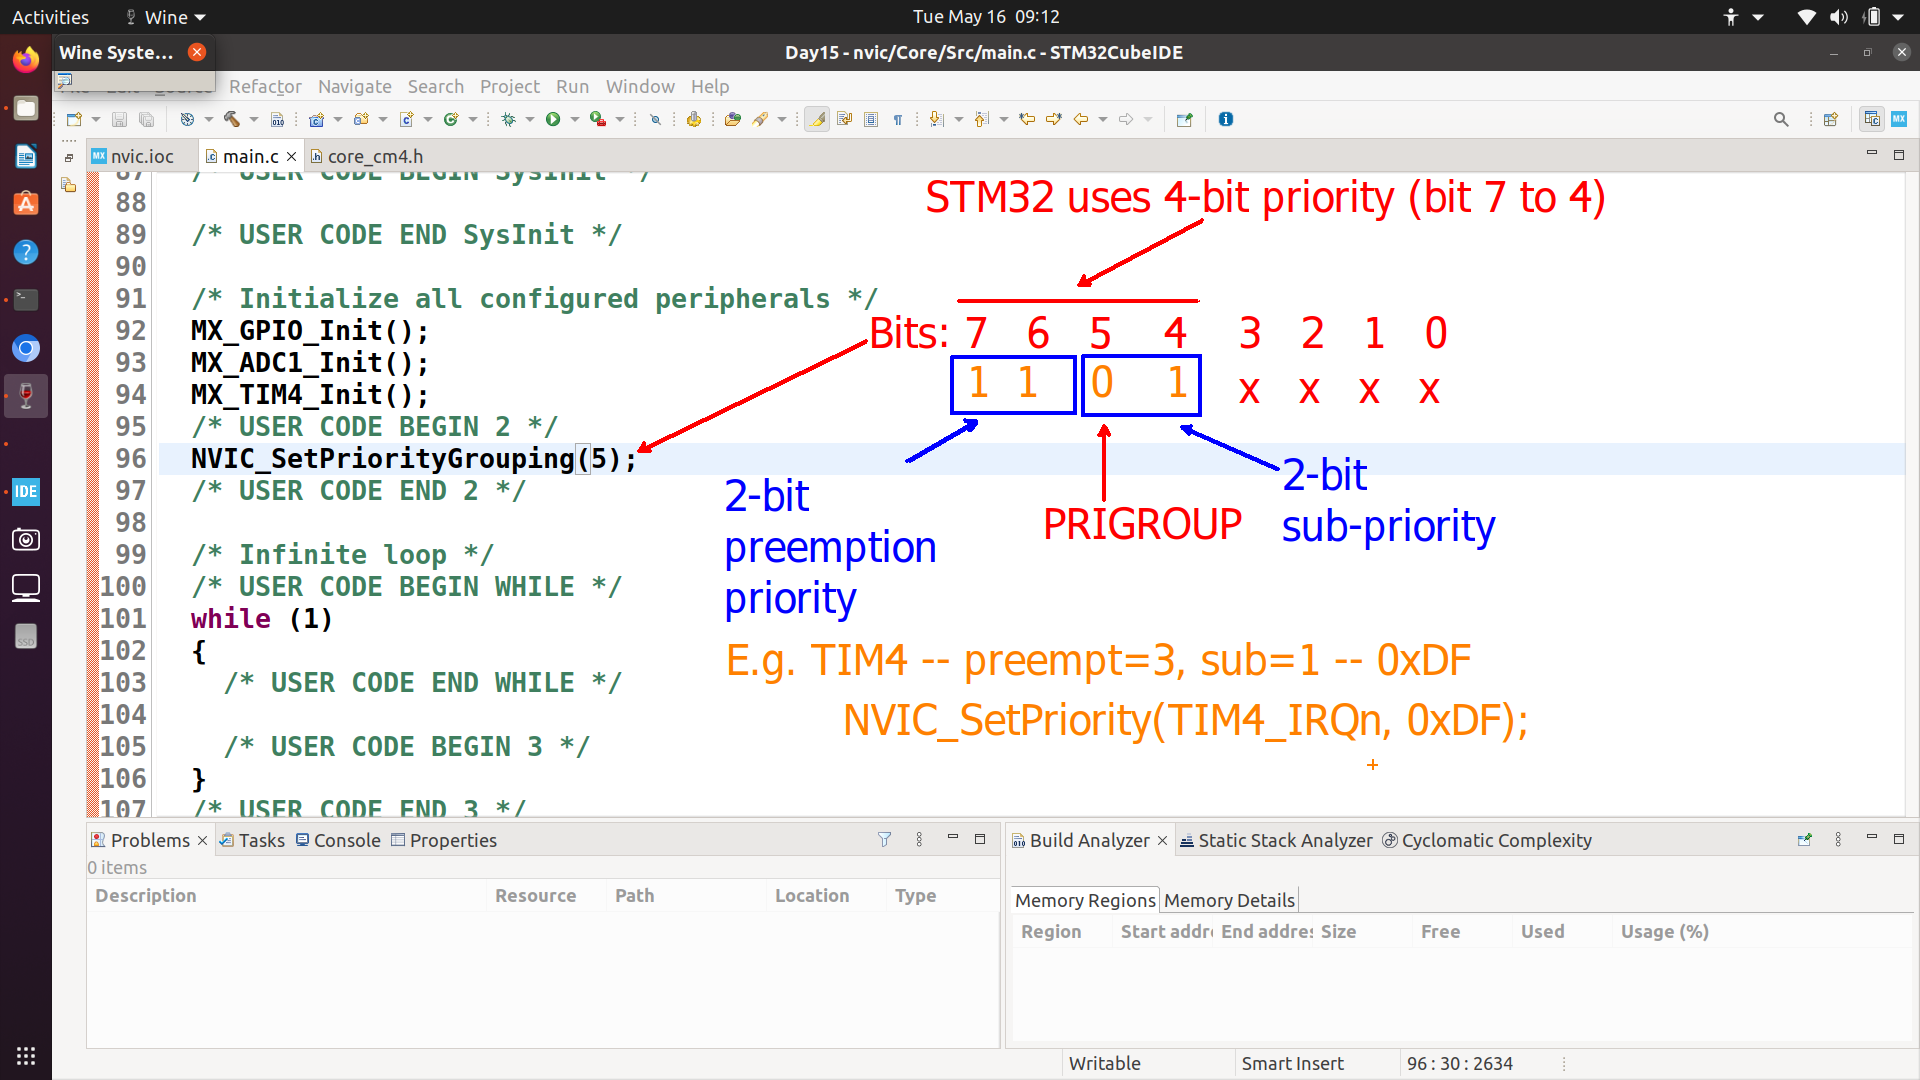 Activities
Wine
Tue May 16 09:12
Wine Syste...
Day15 - nvic/Core/Src/main.c - STM32CubeIDE
Refactor Navigate Search Project Run Window Help
nvic.ioc
main.c
core_cm4.h
87 /* USER CODE BEGIN SysInit */
88
89 /* USER CODE END SysInit */
90
91 /* Initialize all configured peripherals */
92 MX_GPIO_Init();
93 MX_ADC1_Init();
94 MX_TIM4_Init();
95 /* USER CODE BEGIN 2 */
96 NVIC_SetPriorityGrouping(5);
97 /* USER CODE END 2 */
98
99 /* Infinite loop */
100 /* USER CODE BEGIN WHILE */
101 while (1)
102 {
103 /* USER CODE END WHILE */
104
105 /* USER CODE BEGIN 3 */
106 }
107 /* USER CODE END 3 */
STM32 uses 4-bit priority (bit 7 to 4)
Bits: 7 6 5 4 3 2 1 0
1 1 0 1 x x x x
2-bit
preemption
priority
PRIGROUP
2-bit
sub-priority
E.g. TIM4 -- preempt=3, sub=1 -- 0xDF
NVIC_SetPriority(TIM4_IRQn, 0xDF);
IDE
Problems Tasks Console Properties
0 items
Description Resource Path Location Type
Build Analyzer Static Stack Analyzer Cyclomatic Complexity
Memory Regions Memory Details
Region Start addre End addres Size Free Used Usage (%)
Writable
Smart Insert
96 : 30 : 2634